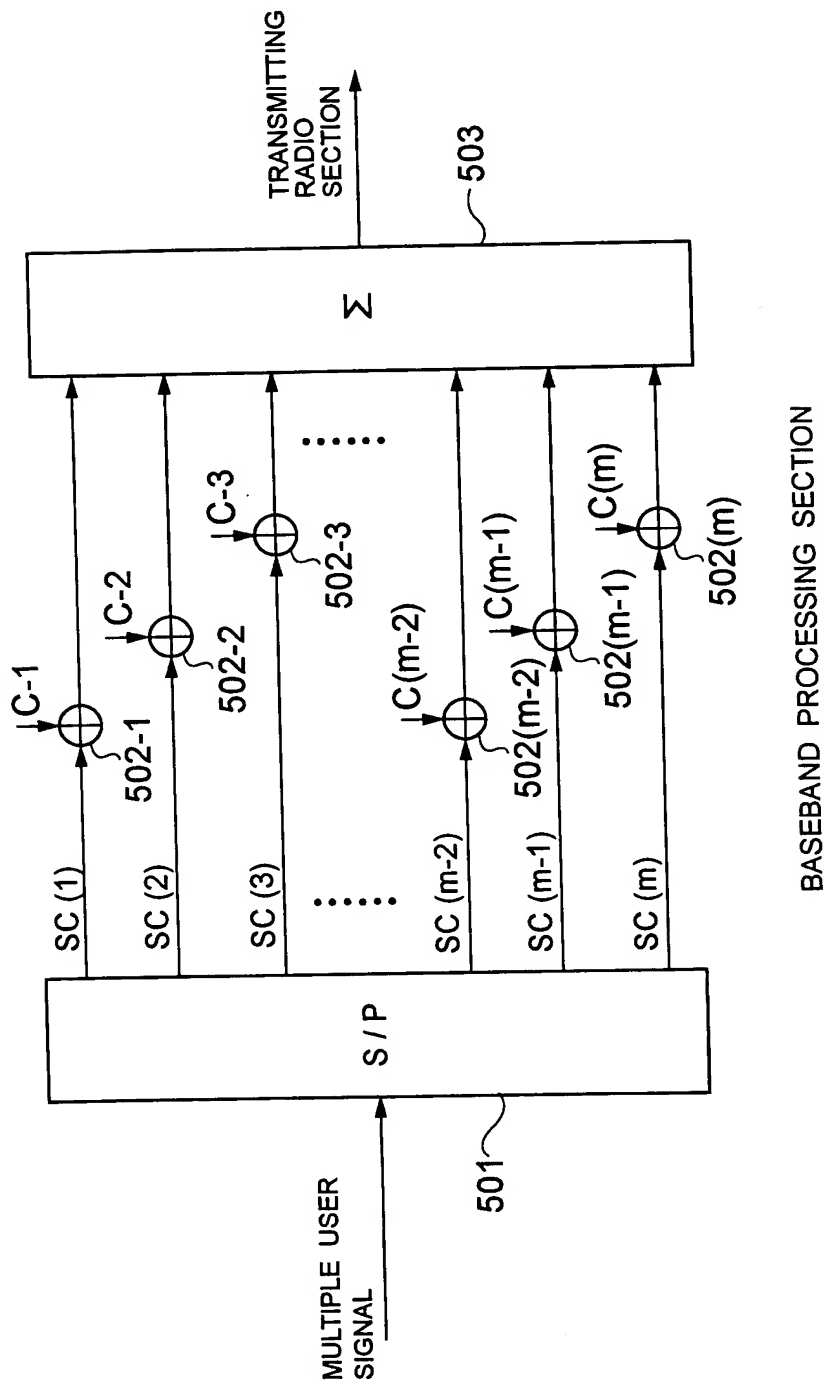 MULTIPLE USER
SIGNAL
501
S / P
SC (1)
SC (2)
SC (3)
......
SC (m-2)
SC (m-1)
SC (m)
C-1
502-1
C-2
502-2
C-3
502-3
......
C(m-2)
502(m-2)
C(m-1)
502(m-1)
C(m)
502(m)
Σ
503
TRANSMITTING
RADIO
SECTION
BASEBAND PROCESSING SECTION